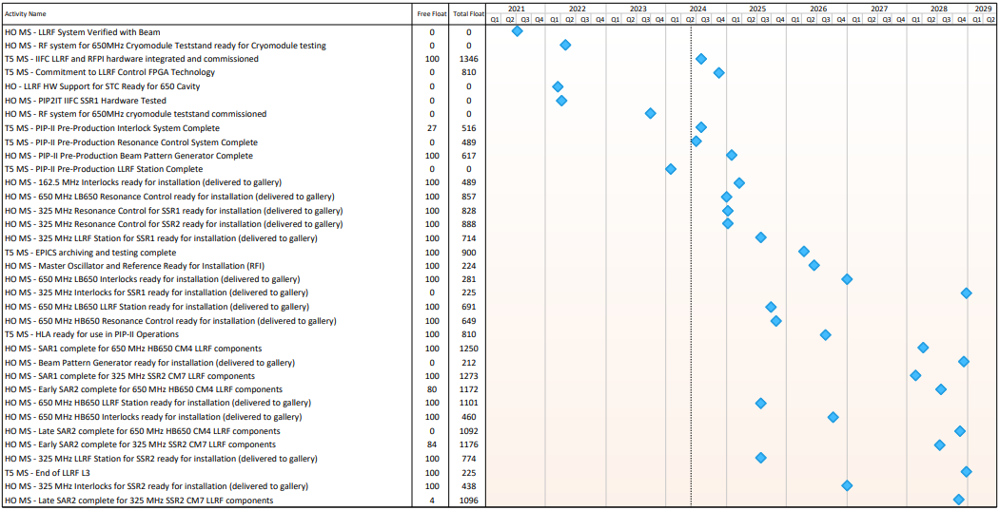 Activity Name Free Float Total Float 2021 2022 2023 2024 2025 2026 2027 2028 2029
Q1 Q2 Q3 Q4 Q1 Q2 Q3 Q4 Q1 Q2 Q3 Q4 Q1 Q2 Q3 Q4 Q1 Q2 Q3 Q4 Q1 Q2 Q3 Q4 Q1 Q2 Q3 Q4 Q1 Q2 Q3 Q4 Q1 Q2
HO MS - LLRF System Verified with Beam 0 0
HO MS - RF system for 650MHz Cryomodule Teststand ready for Cryomodule testing 0 0
T5 MS - IIFC LLRF and RFPI hardware integrated and commissioned 100 1346
T5 MS - Commitment to LLRF Control FPGA Technology 0 810
HO - LLRF HW Support for STC Ready for 650 Cavity 0 0
HO MS - PIP2IT IIFC SSR1 Hardware Tested 0 0
HO MS - RF system for 650MHz cryomodule teststand commissioned 0 0
T5 MS - PIP-II Pre-Production Interlock System Complete 27 516
T5 MS - PIP-II Pre-Production Resonance Control System Complete 0 489
HO MS - PIP-II Pre-Production Beam Pattern Generator Complete 100 617
T5 MS - PIP-II Pre-Production LLRF Station Complete 0 0
HO MS - 162.5 MHz Interlocks ready for installation (delivered to gallery) 100 489
HO MS - 650 MHz LB650 Resonance Control ready for installation (delivered to gallery) 100 857
HO MS - 325 MHz Resonance Control for SSR1 ready for installation (delivered to gallery) 100 828
HO MS - 325 MHz Resonance Control for SSR2 ready for installation (delivered to gallery) 100 888
HO MS - 325 MHz LLRF Station for SSR1 ready for installation (delivered to gallery) 100 714
T5 MS - EPICS archiving and testing complete 100 900
HO MS - Master Oscillator and Reference Ready for Installation (RFI) 100 224
HO MS - 650 MHz LB650 Interlocks ready for installation (delivered to gallery) 100 281
HO MS - 325 MHz Interlocks for SSR1 ready for installation (delivered to gallery) 0 225
HO MS - 650 MHz LB650 LLRF Station ready for installation (delivered to gallery) 100 691
HO MS - 650 MHz HB650 Resonance Control ready for installation (delivered to gallery) 100 649
T5 MS - HLA ready for use in PIP-II Operations 100 810
HO MS - SAR1 complete for 650 MHz HB650 CM4 LLRF components 100 1250
HO MS - Beam Pattern Generator ready for installation (delivered to gallery) 0 212
HO MS - SAR1 complete for 325 MHz SSR2 CM7 LLRF components 100 1273
HO MS - Early SAR2 complete for 650 MHz HB650 CM4 LLRF components 80 1172
HO MS - 650 MHz HB650 LLRF Station ready for installation (delivered to gallery) 100 1101
HO MS - 650 MHz HB650 Interlocks ready for installation (delivered to gallery) 100 460
HO MS - Late SAR2 complete for 650 MHz HB650 CM4 LLRF components 0 1092
HO MS - Early SAR2 complete for 325 MHz SSR2 CM7 LLRF components 84 1176
HO MS - 325 MHz LLRF Station for SSR2 ready for installation (delivered to gallery) 100 774
T5 MS - End of LLRF L3 100 225
HO MS - 325 MHz Interlocks for SSR2 ready for installation (delivered to gallery) 100 438
HO MS - Late SAR2 complete for 325 MHz SSR2 CM7 LLRF components 4 1096